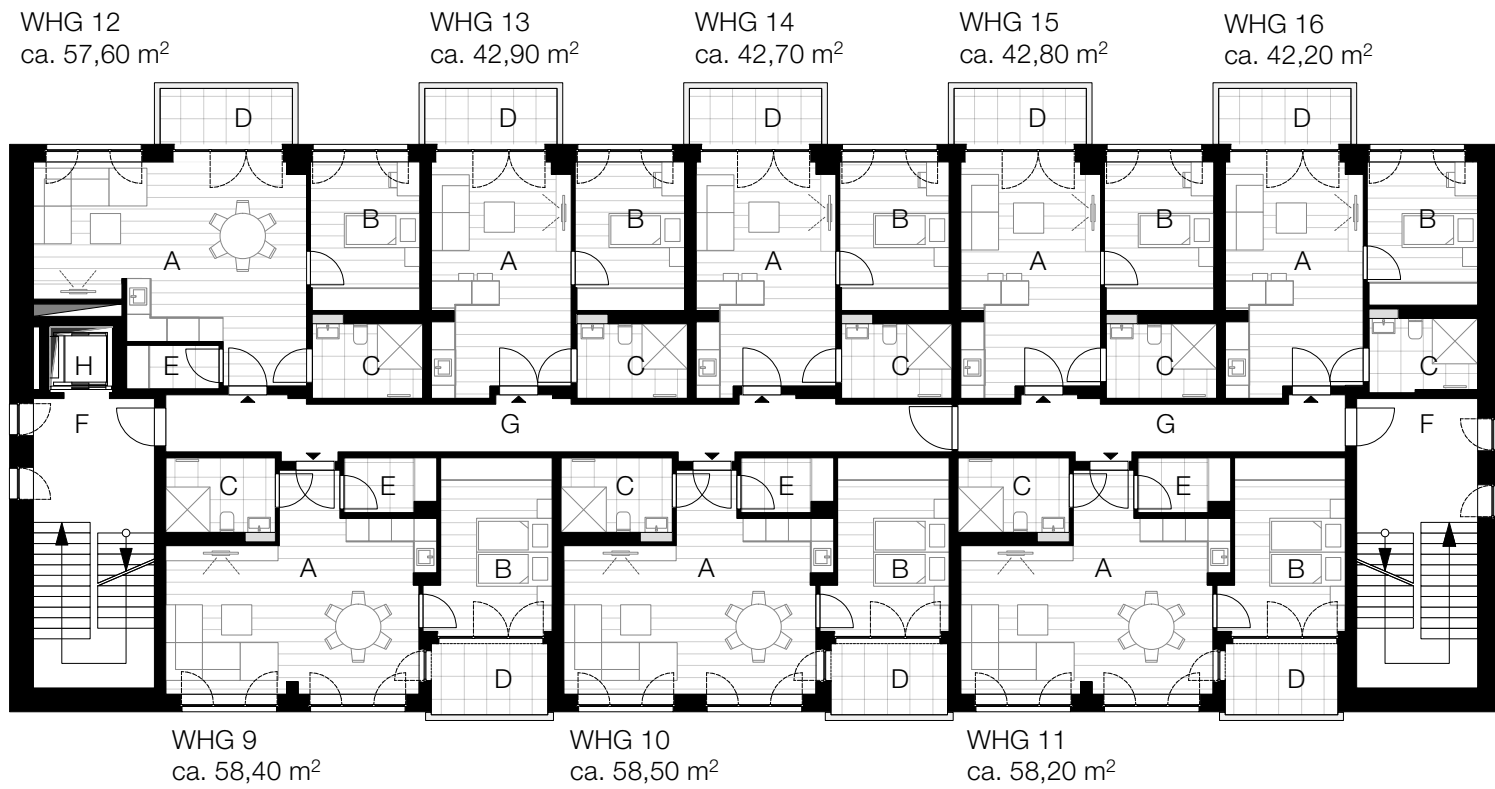 WHG 12
ca. 57,60 m²
WHG 13
ca. 42,90 m²
WHG 14
ca. 42,70 m²
WHG 15
ca. 42,80 m²
WHG 16
ca. 42,20 m²
D D D D D
B B B B B
A A A A A
H E C C C C C
F G G F
C E C E C E
A B A B A B
D D D
WHG 9
ca. 58,40 m²
WHG 10
ca. 58,50 m²
WHG 11
ca. 58,20 m²